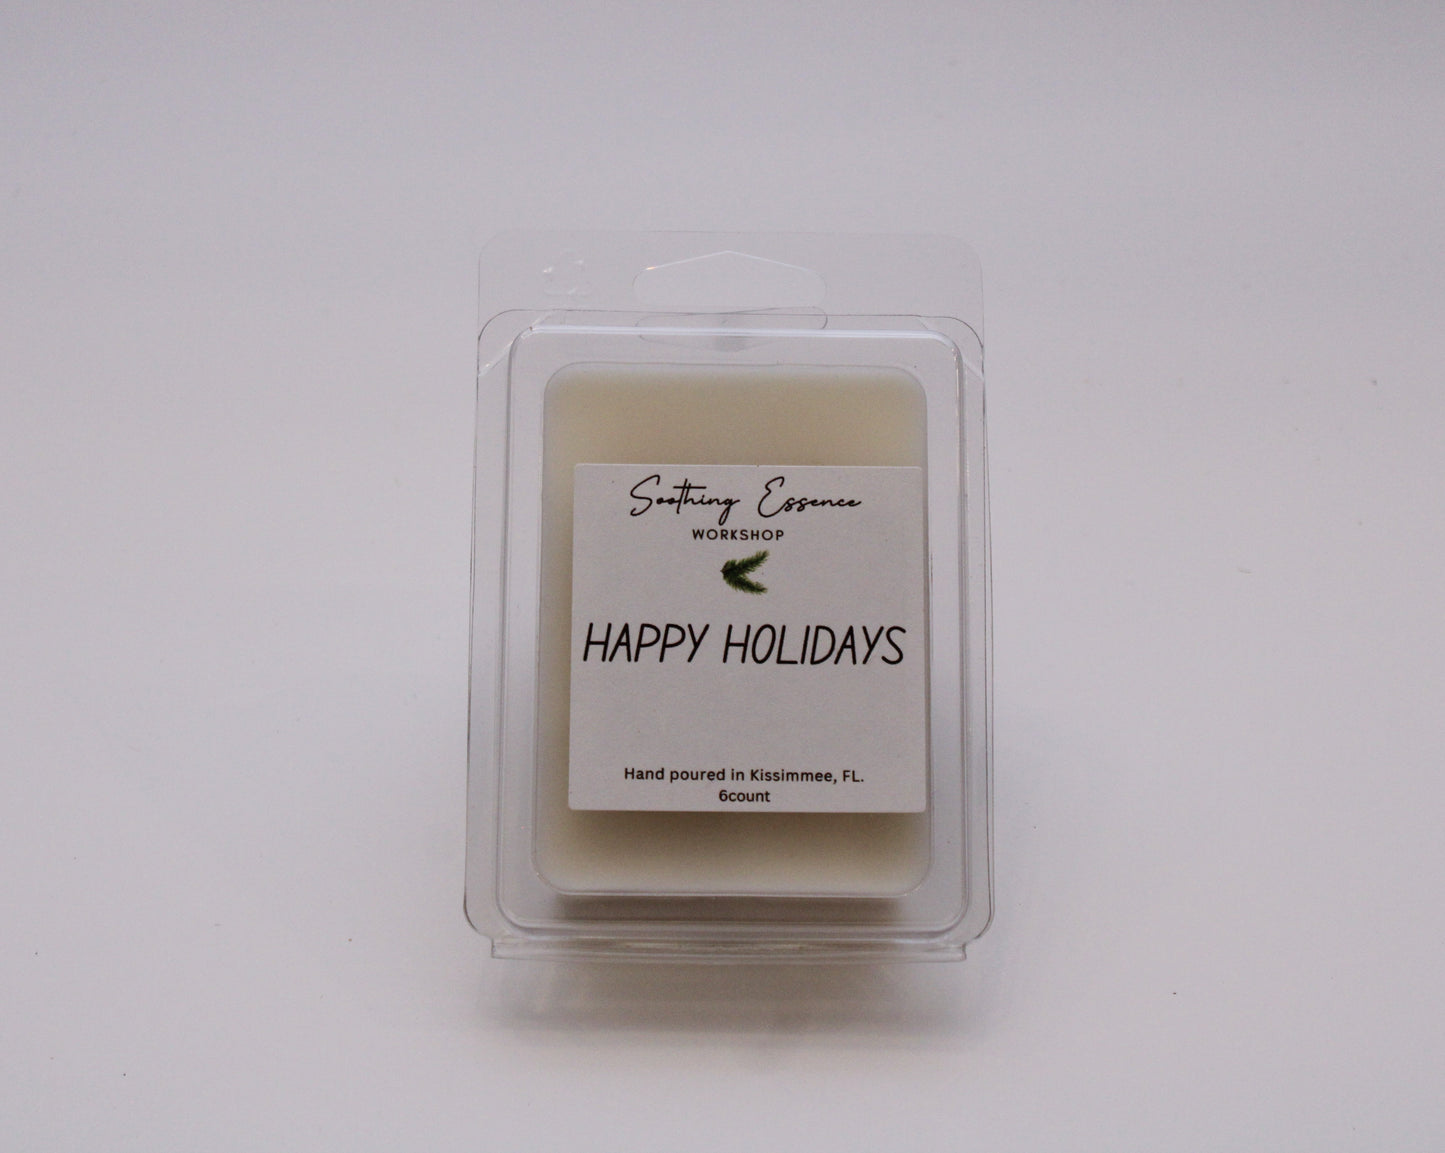 Soothing Essence
WORKSHOP
HAPPY HOLIDAYS
Hand poured in Kissimmee, FL.
6count